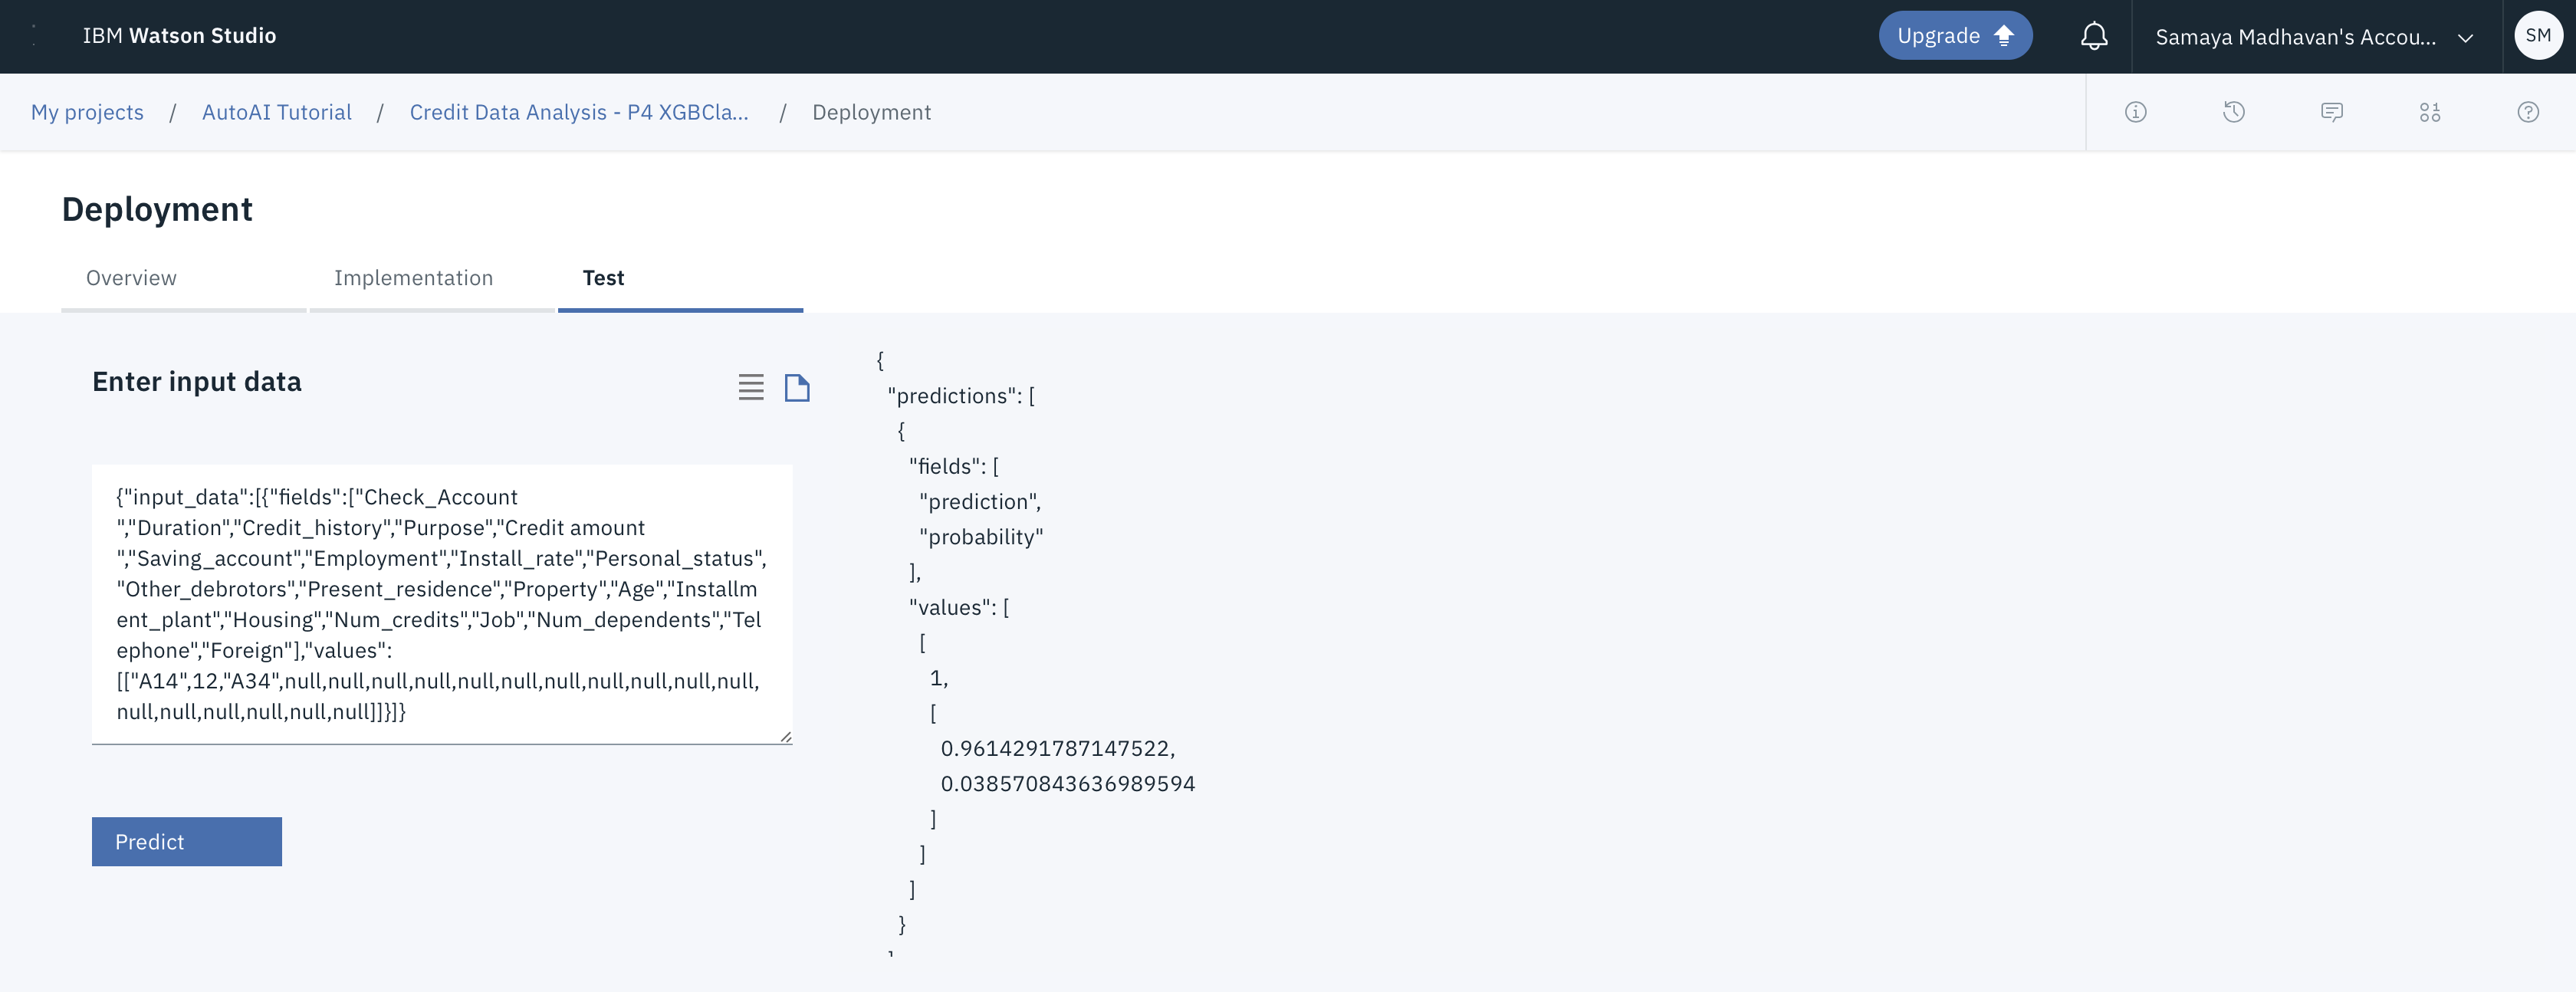 IBM Watson Studio
Upgrade
Samaya Madhavan's Accou...
SM
My projects / AutoAI Tutorial / Credit Data Analysis - P4 XGBCla... / Deployment
Deployment
Overview
Implementation
Test
Enter input data
{"input_data":[{"fields":["Check_Account
","Duration","Credit_history","Purpose","Credit amount
","Saving_account","Employment","Install_rate","Personal_status",
"Other_debrotors","Present_residence","Property","Age","Installm
ent_plant","Housing","Num_credits","Job","Num_dependents","Tel
ephone","Foreign"],"values":
[["A14",12,"A34",null,null,null,null,null,null,null,null,null,null,null,
null,null,null,null,null,null]]}]}
Predict
{
"predictions": [
{
"fields": [
"prediction",
"probability"
],
"values": [
[
1,
[
0.9614291787147522,
0.038570843636989594
]
]
]
}
]